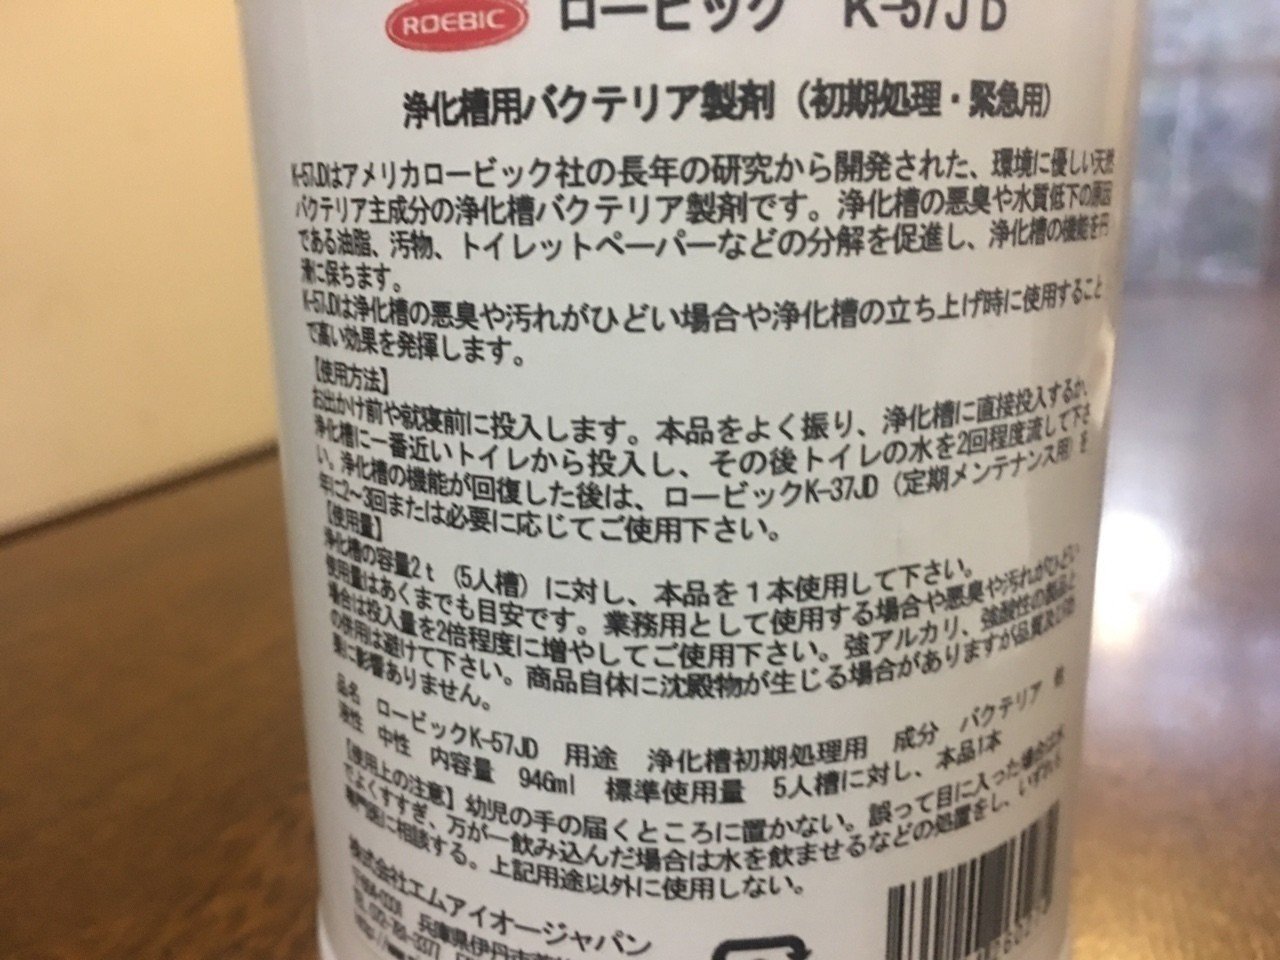 ROEBIC ロービック K-57JD
浄化槽用バクテリア製剤（初期処理・緊急用）
K-57JDはアメリカロービック社の長年の研究から開発された、環境に優しい天然
バクテリア主成分の浄化槽バクテリア製剤です。浄化槽の悪臭や水質低下の原因
である油脂、汚物、トイレットペーパーなどの分解を促進し、浄化槽の機能を円
滑に保ちます。
K-57JDは浄化槽の悪臭や汚れがひどい場合や浄化槽の立ち上げ時に使用すること
で高い効果を発揮します。
【使用方法】
お出かけ前や就寝前に投入します。本品をよく振り、浄化槽に直接投入するか、
浄化槽に一番近いトイレから投入し、その後トイレの水を2回程度流して下さ
い。浄化槽の機能が回復した後は、ロービックK-37JD（定期メンテナンス用）を
年に2～3回または必要に応じてご使用下さい。
【使用量】
浄化槽の容量2t（5人槽）に対し、本品を1本使用して下さい。
使用量はあくまでも目安です。業務用として使用する場合や悪臭や汚れがひどい
場合は投入量を2倍程度に増やしてご使用下さい。強アルカリ、強酸性の製品と
の併用は避けて下さい。商品自体に沈殿物が生じる場合がありますが品質及び効
果に影響ありません。
品名 ロービックK-57JD 用途 浄化槽初期処理用 成分 バクテリア 他
液性 中性 内容量 946ml 標準使用量 5人槽に対し、本品1本
【使用上の注意】幼児の手の届くところに置かない。誤って目に入った場合は水
でよくすすぎ、万が一飲み込んだ場合は水を飲ませるなどの処置をし、いずれも
専門医に相談する。上記用途以外に使用しない。
株式会社エムアイオージャパン
兵庫県伊丹市